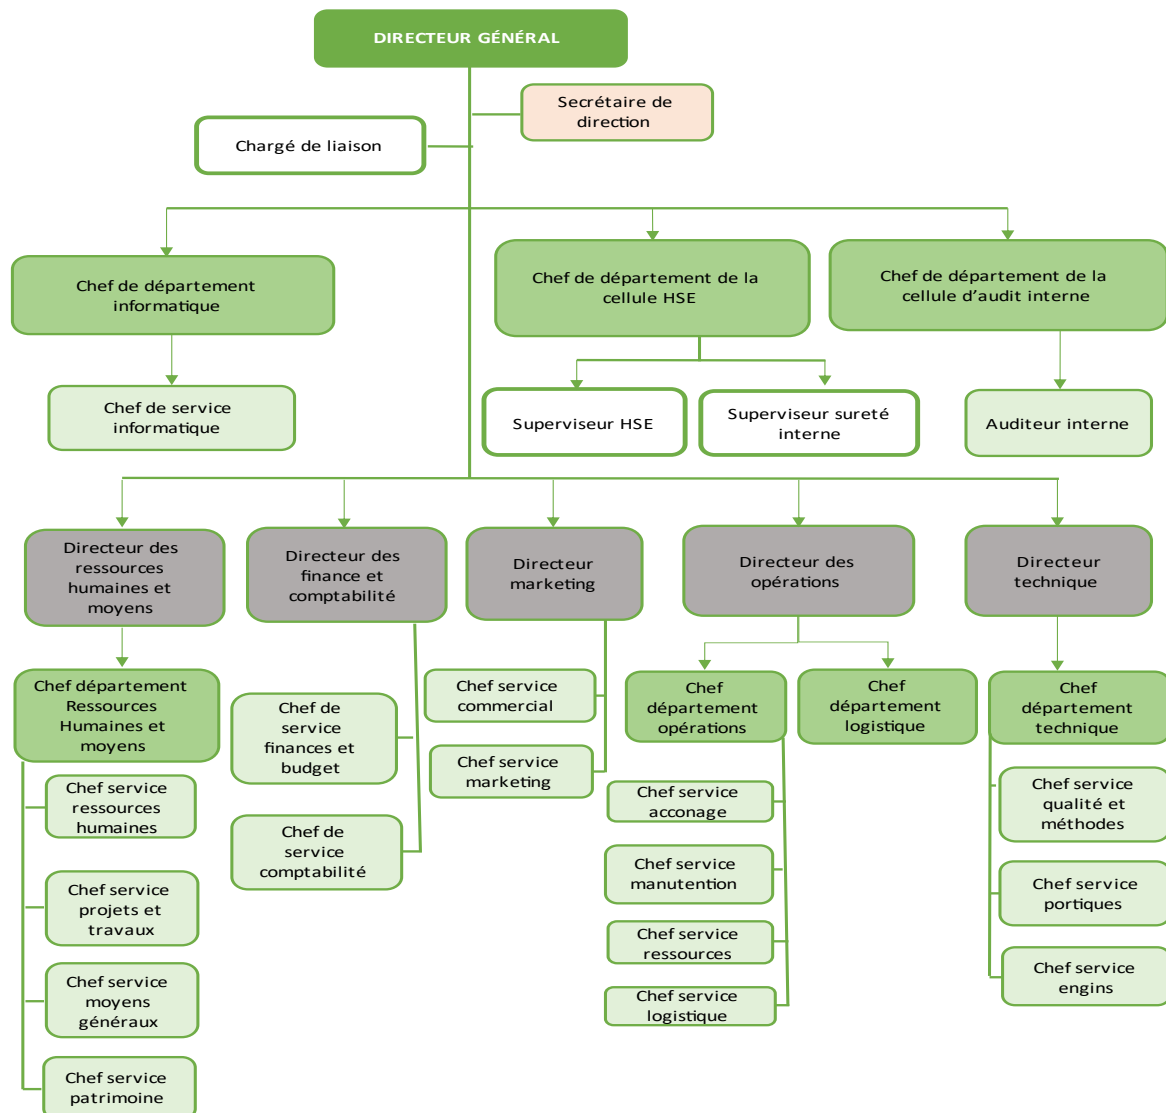 DIRECTEUR GÉNÉRAL
Secrétaire de
direction
Chargé de liaison
Chef de département
informatique
Chef de département de la
cellule HSE
Chef de département de la
cellule d'audit interne
Chef de service
informatique
Superviseur HSE
Superviseur sureté
interne
Auditeur interne
Directeur des
ressources
humaines et
moyens
Directeur des
finance et
comptabilité
Directeur
marketing
Directeur des
opérations
Directeur
technique
Chef département
Ressources
Humaines et
moyens
Chef service
ressources
humaines
Chef service
projets et
travaux
Chef service
moyens
généraux
Chef service
patrimoine
Chef de
service
finances et
budget
Chef de
service
comptabilité
Chef service
commercial
Chef service
marketing
Chef
département
opérations
Chef
département
logistique
Chef service
acconage
Chef service
manutention
Chef service
ressources
Chef service
logistique
Chef
département
technique
Chef service
qualité et
méthodes
Chef service
portiques
Chef service
engins